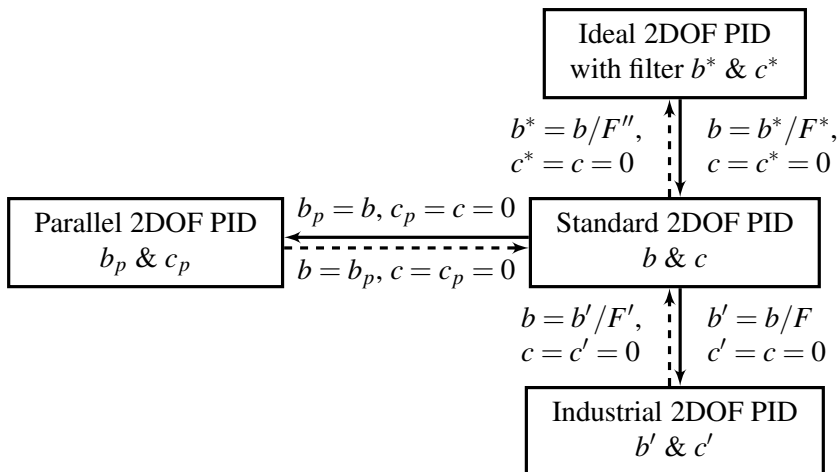 Ideal 2DOF PID
with filter b* & c*
b* = b/F'',
c* = c = 0
b = b*/F*,
c = c* = 0
Parallel 2DOF PID
b_p & c_p
b_p = b, c_p = c = 0
b = b_p, c = c_p = 0
Standard 2DOF PID
b & c
b = b'/F',
c = c' = 0
b' = b/F
c' = c = 0
Industrial 2DOF PID
b' & c'